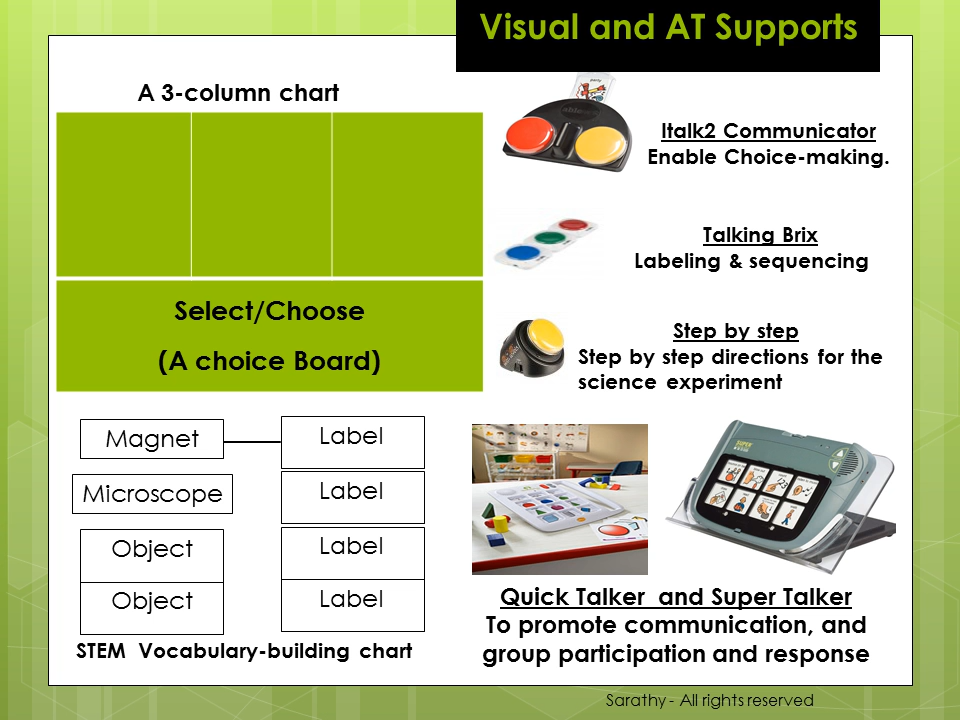 Visual and AT Supports
A 3-column chart
Select/Choose
(A choice Board)
Magnet
Label
Microscope
Label
Object
Label
Object
Label
STEM Vocabulary-building chart
Italk2 Communicator
Enable Choice-making.
Talking Brix
Labeling & sequencing
Step by step
Step by step directions for the
science experiment
SUPER
Quick Talker and Super Talker
To promote communication, and
group participation and response
Sarathy - All rights reserved